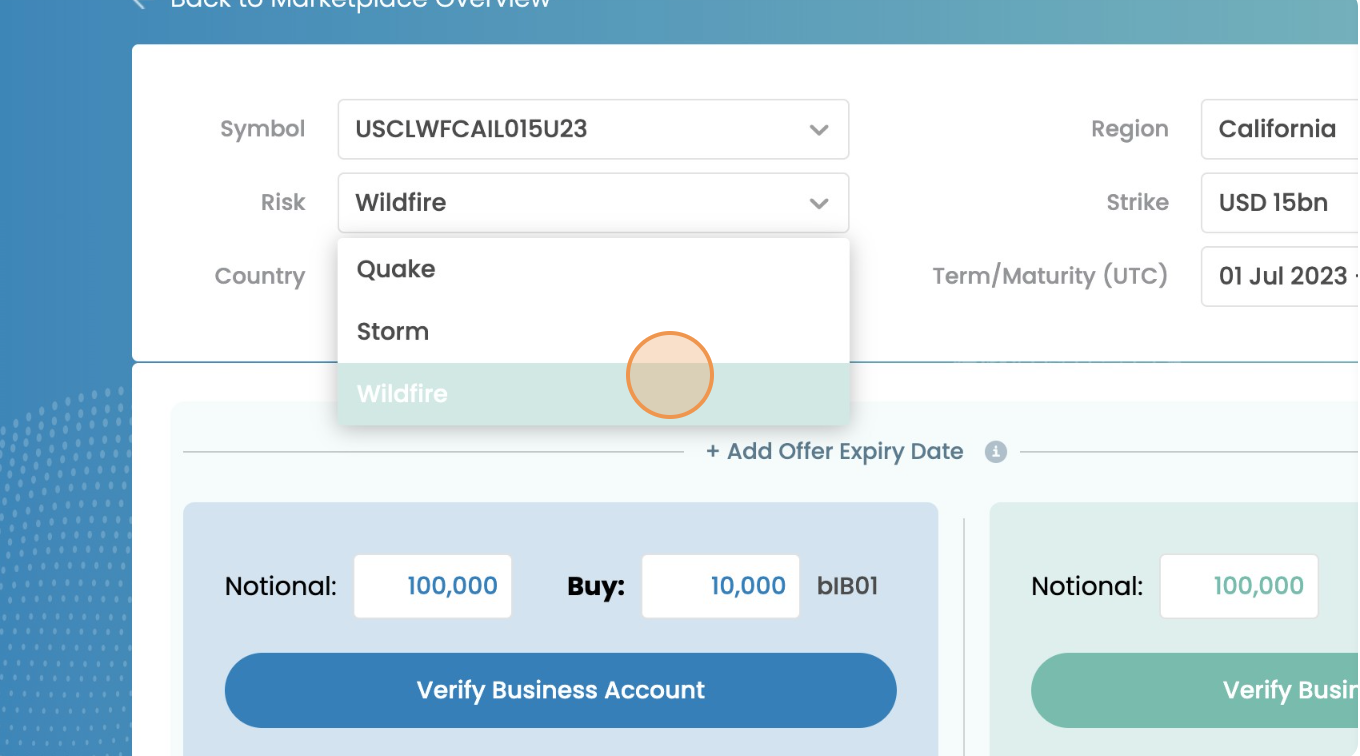 Back to Marketplace Overview
Symbol USCLWFCAIL015U23 Region California
Risk Wildfire Strike USD 15bn
Country Term/Maturity (UTC) 01 Jul 2023 -
Quake
Storm
Wildfire
+ Add Offer Expiry Date
Notional: 100,000 Buy: 10,000 bIB01 Notional: 100,000
Verify Business Account Verify Busin